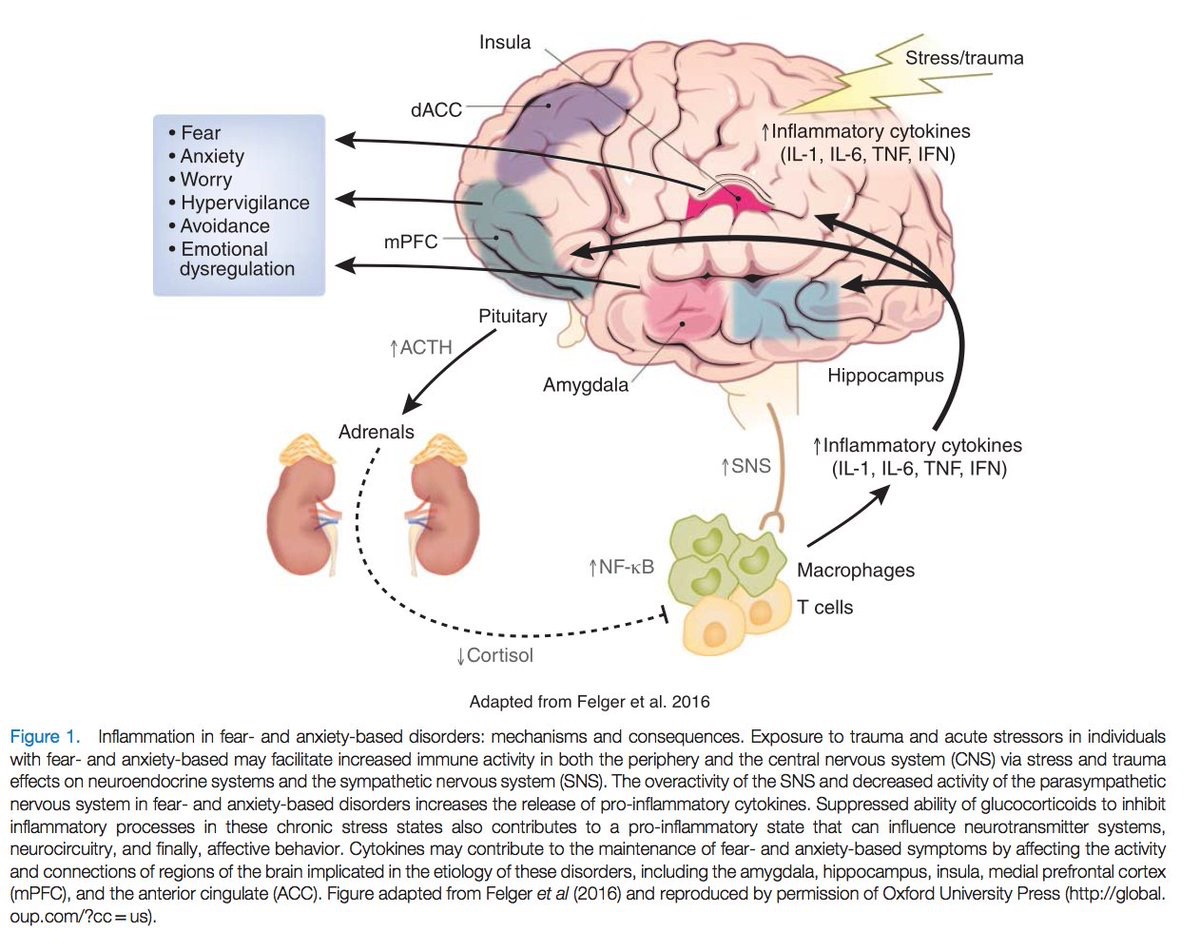 Insula
Stress/trauma
dACC
↑Inflammatory cytokines
(IL-1, IL-6, TNF, IFN)
• Fear
• Anxiety
• Worry
• Hypervigilance
• Avoidance
• Emotional
dysregulation
mPFC
Pituitary
↑ACTH
Amygdala
Hippocampus
Adrenals
↑Inflammatory cytokines
(IL-1, IL-6, TNF, IFN)
↑SNS
↑NF-κB
Macrophages
T cells
↓Cortisol
Adapted from Felger et al. 2016
Figure 1. Inflammation in fear- and anxiety-based disorders: mechanisms and consequences. Exposure to trauma and acute stressors in individuals
with fear- and anxiety-based may facilitate increased immune activity in both the periphery and the central nervous system (CNS) via stress and trauma
effects on neuroendocrine systems and the sympathetic nervous system (SNS). The overactivity of the SNS and decreased activity of the parasympathetic
nervous system in fear- and anxiety-based disorders increases the release of pro-inflammatory cytokines. Suppressed ability of glucocorticoids to inhibit
inflammatory processes in these chronic stress states also contributes to a pro-inflammatory state that can influence neurotransmitter systems,
neurocircuitry, and finally, affective behavior. Cytokines may contribute to the maintenance of fear- and anxiety-based symptoms by affecting the activity
and connections of regions of the brain implicated in the etiology of these disorders, including the amygdala, hippocampus, insula, medial prefrontal cortex
(mPFC), and the anterior cingulate (ACC). Figure adapted from Felger et al (2016) and reproduced by permission of Oxford University Press (http://global.
oup.com/?cc=us).